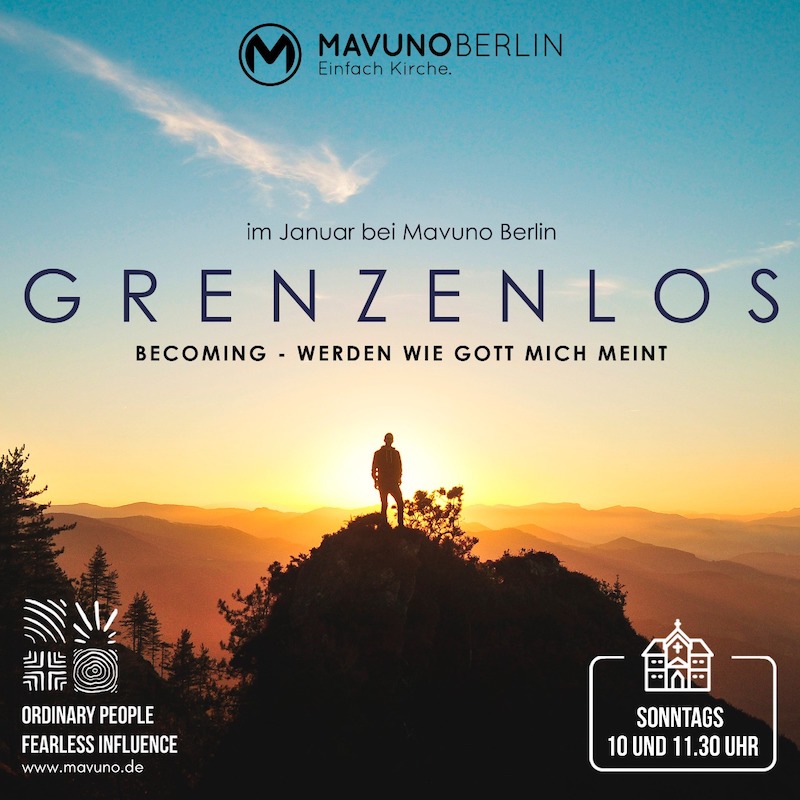 M MAVUNOBERLIN
Einfach Kirche.
im Januar bei Mavuno Berlin
GRENZENLOS
BECOMING - WERDEN WIE GOTT MICH MEINT
ORDINARY PEOPLE
FEARLESS INFLUENCE
www.mavuno.de
SONNTAGS
10 UND 11.30 UHR